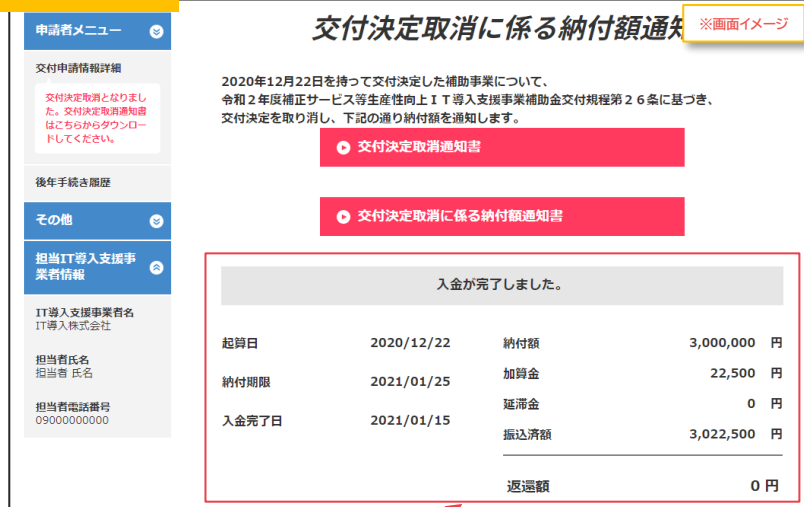 申請者メニュー
交付申請情報詳細
交付決定取消となりまし
た。交付決定取消通知書
はこちらからダウンロー
ドしてください。
後年手続き履歴
その他
担当IT導入支援事
業者情報
IT導入支援事業者名
IT導入株式会社
担当者氏名
担当者 氏名
担当者電話番号
09000000000
交付決定取消に係る納付額通
※画面イメージ
2020年12月22日を持って交付決定した補助事業について、
令和２年度補正サービス等生産性向上ＩＴ導入支援事業補助金交付規程第２６条に基づき、
交付決定を取り消し、下記の通り納付額を通知します。
交付決定取消通知書
交付決定取消に係る納付額通知書
入金が完了しました。
起算日 2020/12/22
納付期限 2021/01/25
入金完了日 2021/01/15
納付額 3,000,000 円
加算金 22,500 円
延滞金 0 円
振込済額 3,022,500 円
返還額 0 円